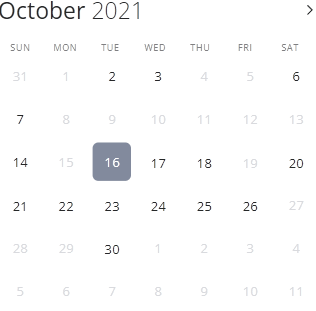 October 2021
SUN MON TUE WED THU FRI SAT
31 1 2 3 4 5 6
7 8 9 10 11 12 13
14 15 16 17 18 19 20
21 22 23 24 25 26 27
28 29 30 1 2 3 4
5 6 7 8 9 10 11